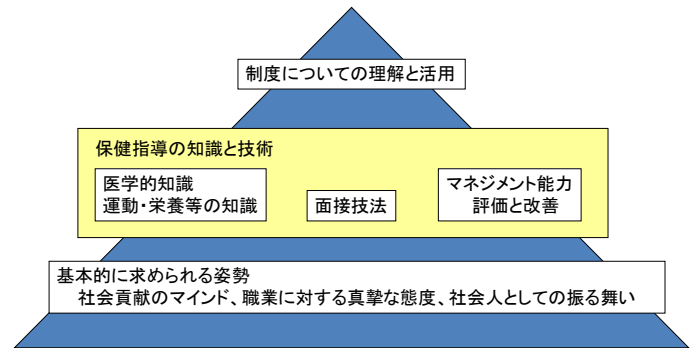 制度についての理解と活用
保健指導の知識と技術
医学的知識
運動・栄養等の知識
面接技法
マネジメント能力
評価と改善
基本的に求められる姿勢
社会貢献のマインド、職業に対する真摯な態度、社会人としての振る舞い